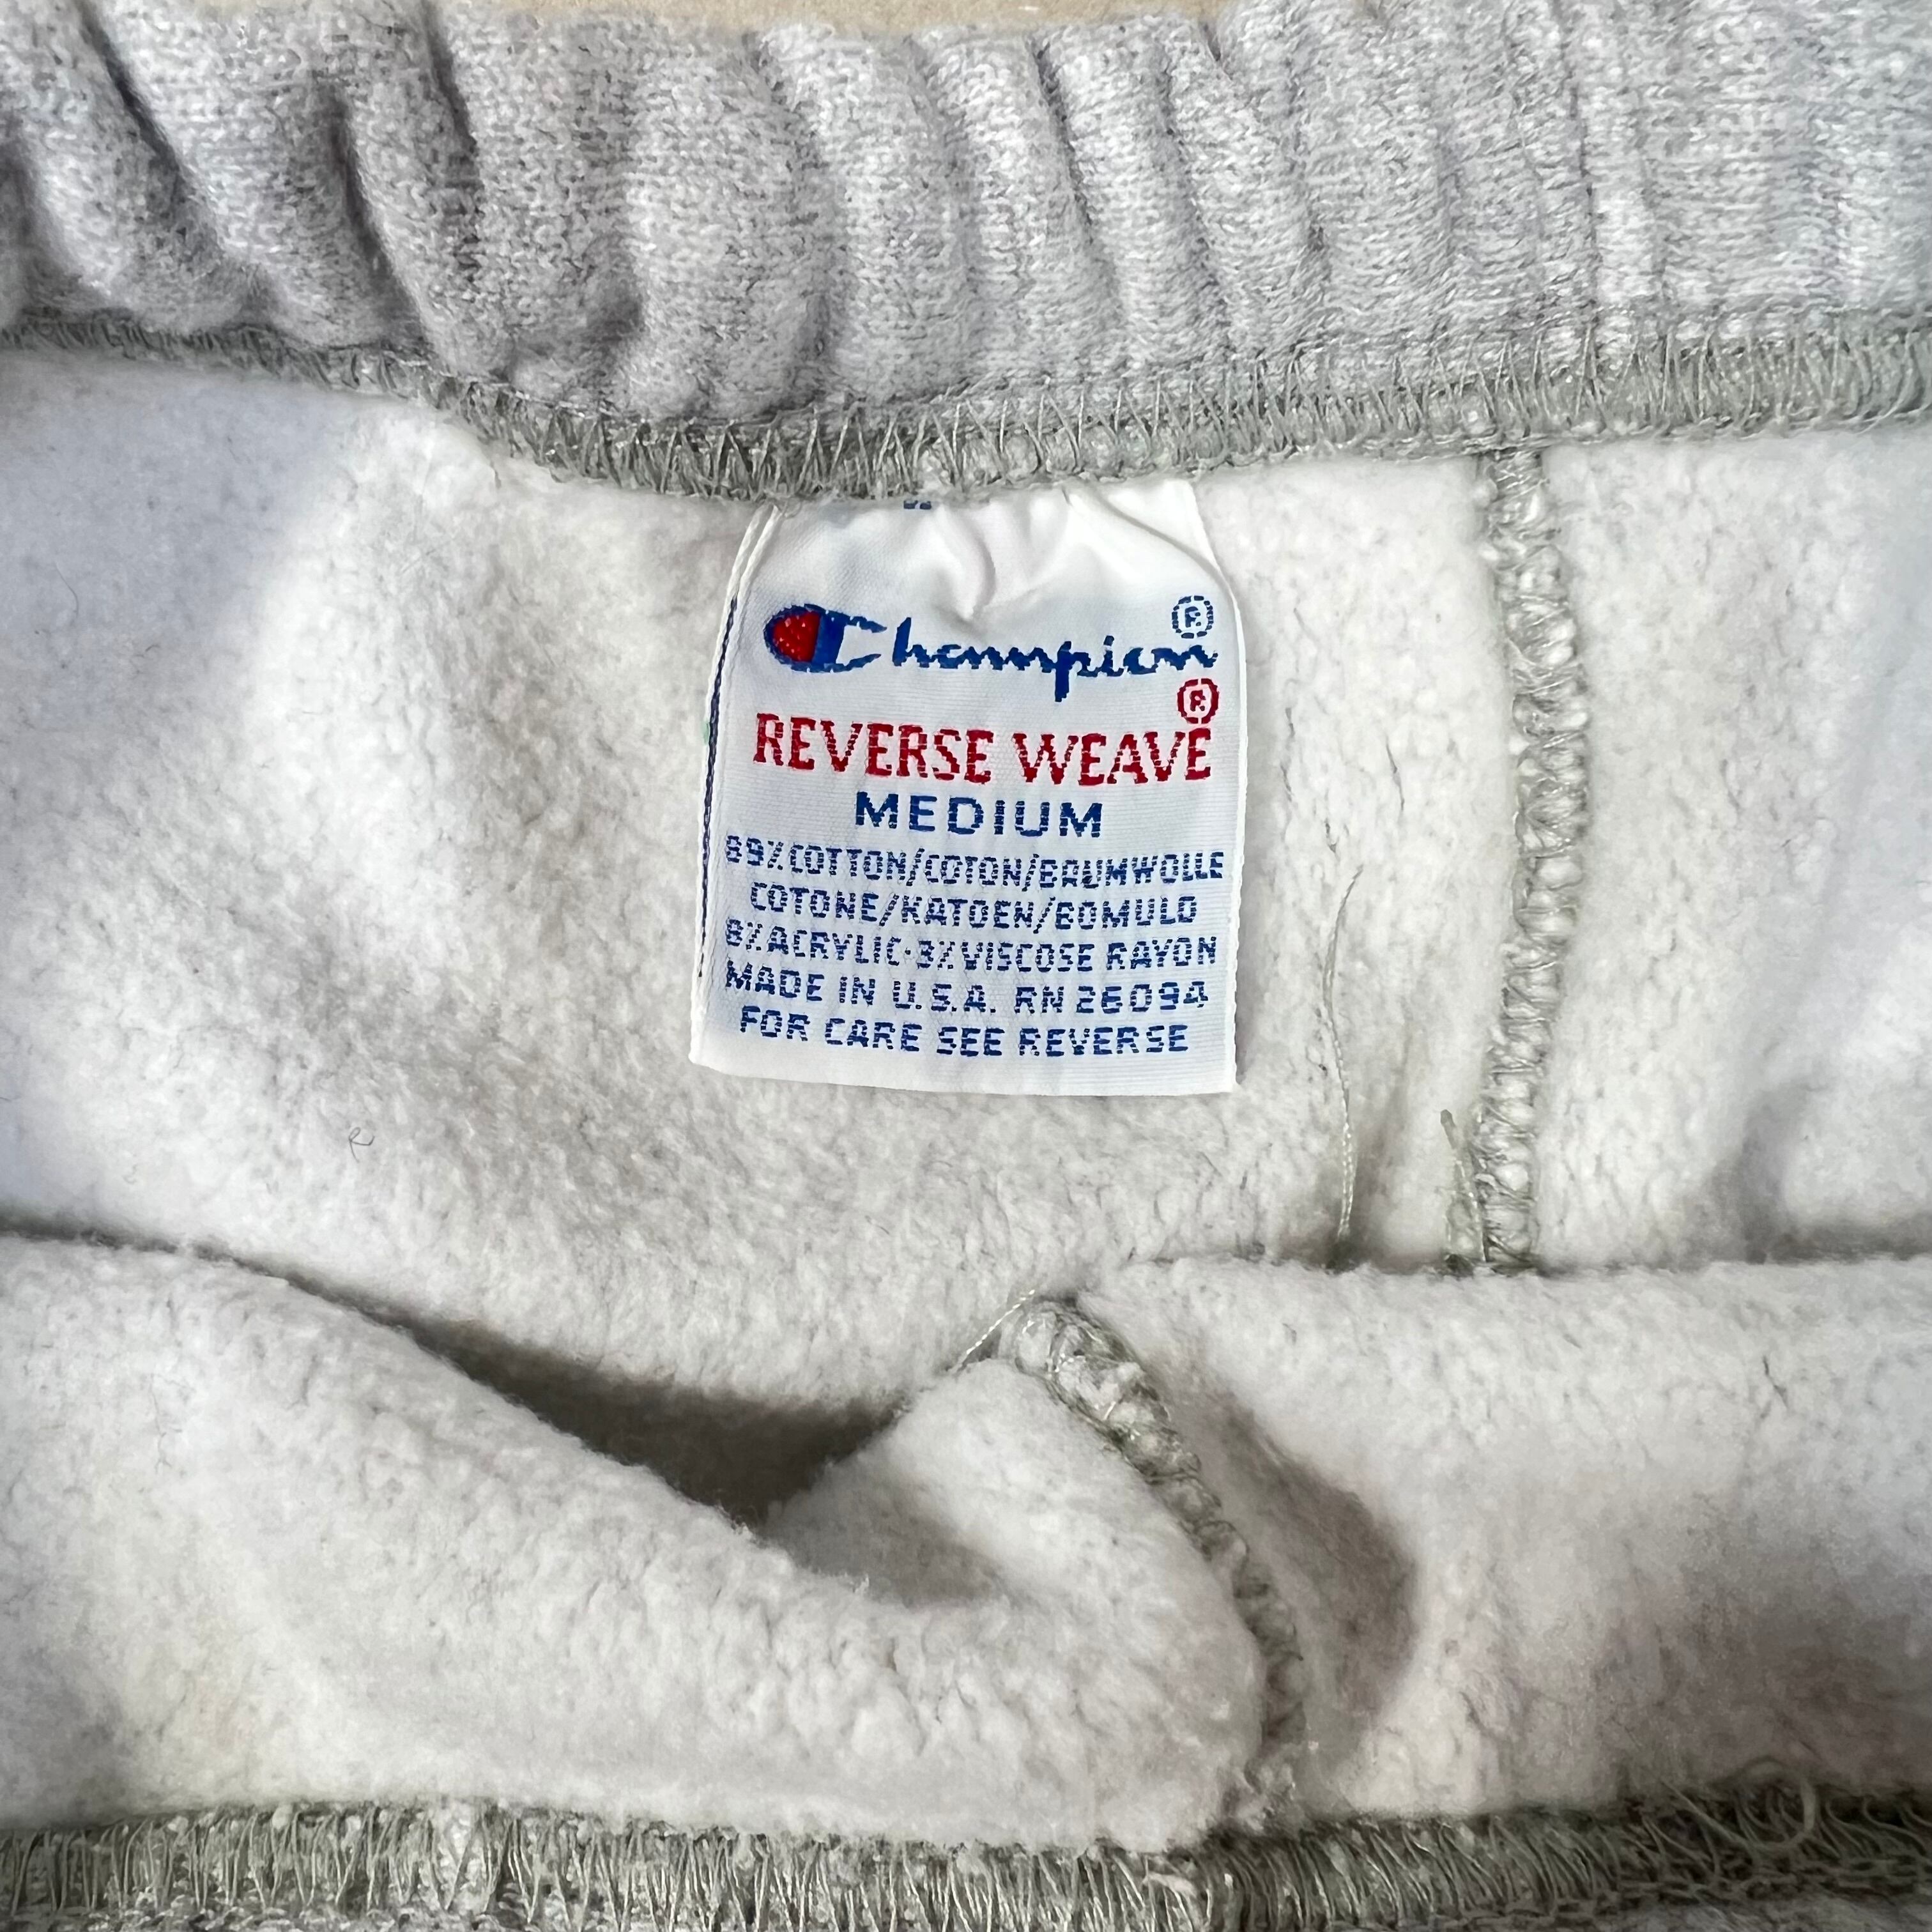 Champion®
REVERSE WEAVE®
MEDIUM
89% COTTON/COTON/BAUMWOLLE
COTONE/KATOEN/BOMULD
8% ACRYLIC·3% VISCOSE RAYON
MADE IN U.S.A. RN 26094
FOR CARE SEE REVERSE